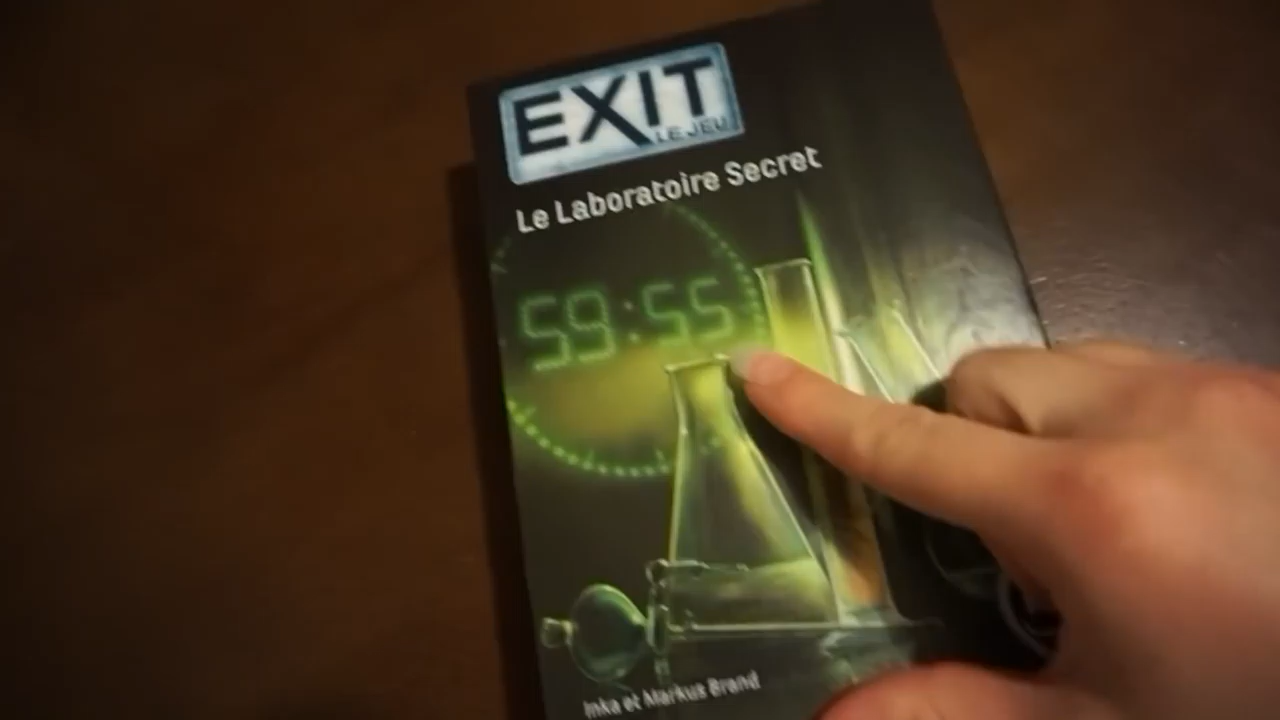 EXIT
LE JEU
Le Laboratoire Secret
59:55
Inka et Markus Brand